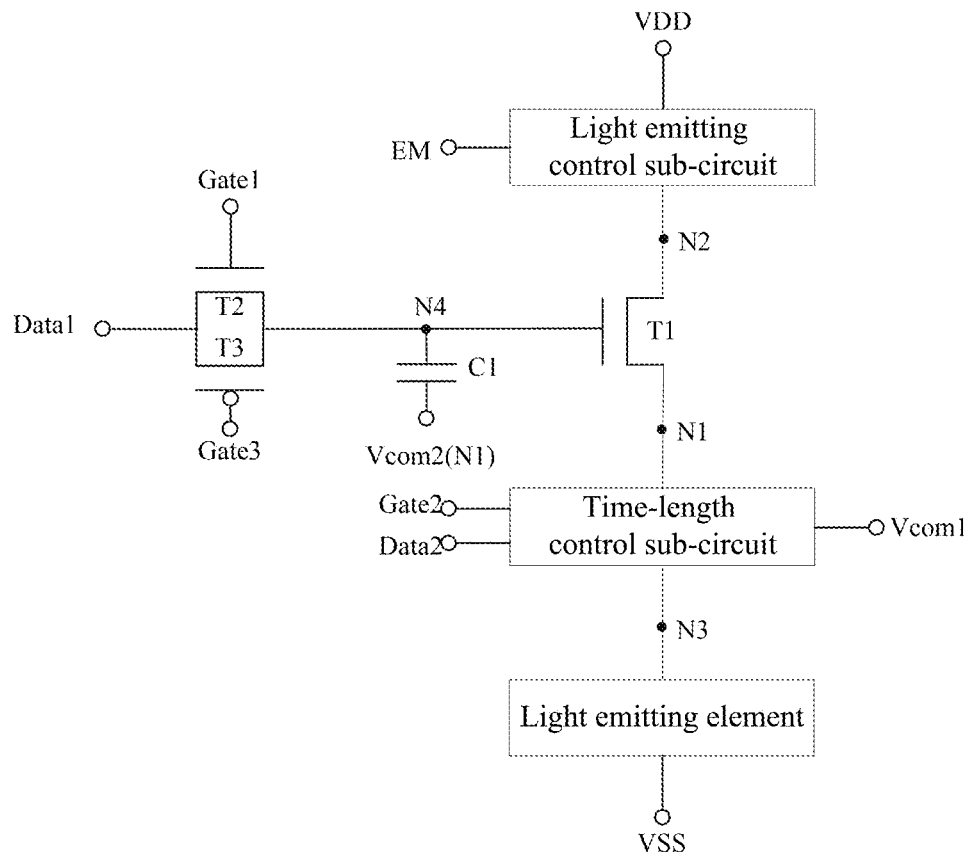 VDD
Light emitting
control sub-circuit
EM
Gate1
N2
Data1
T2
T3
N4
T1
C1
Gate3
Vcom2(N1)
N1
Gate2
Data2
Time-length
control sub-circuit
Vcom1
N3
Light emitting element
VSS